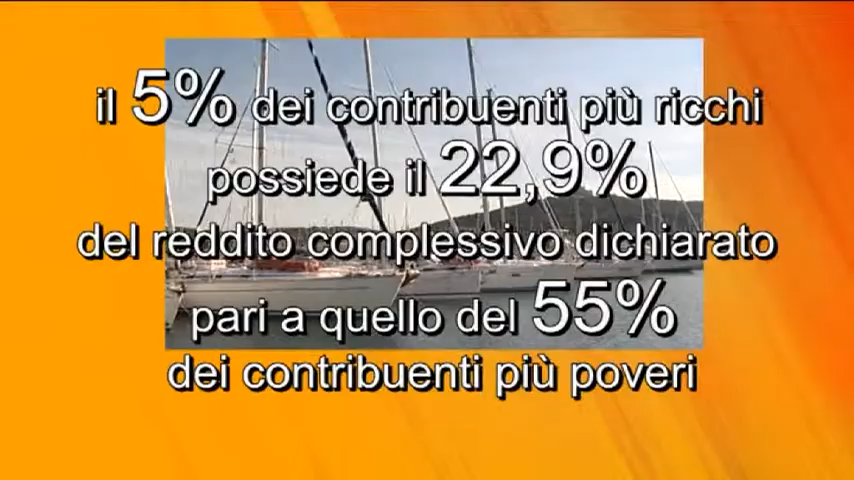 il 5% dei contribuenti più ricchi
possiede il 22,9%
del reddito complessivo dichiarato
pari a quello del 55%
dei contribuenti più poveri